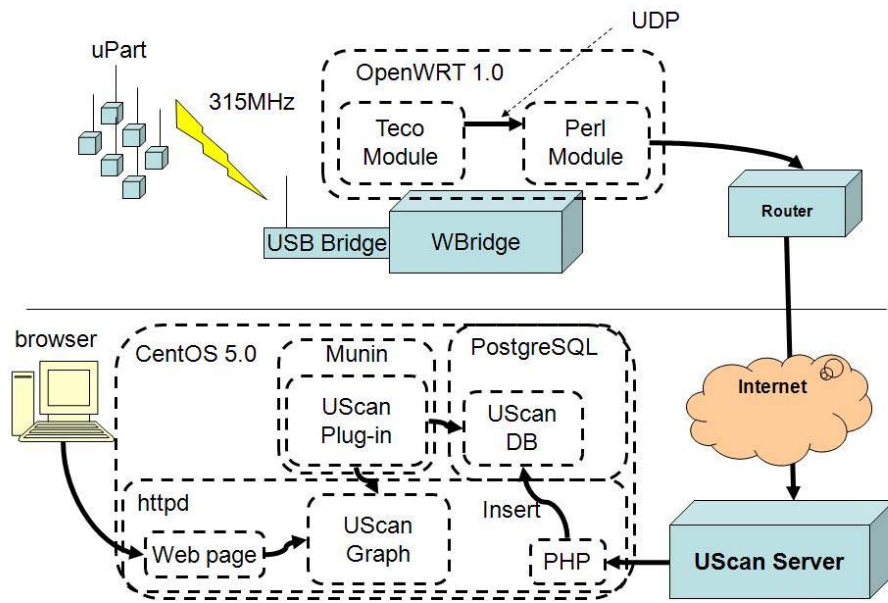 UDP
uPart
OpenWRT 1.0
315MHz
Teco
Module
Perl
Module
Router
USB Bridge
WBridge
browser
CentOS 5.0
Munin
PostgreSQL
Internet
UScan
Plug-in
UScan
DB
httpd
Insert
UScan
Graph
Web page
PHP
UScan Server